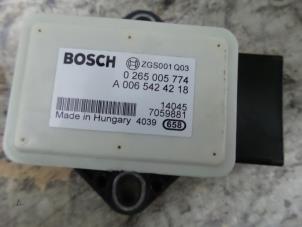 BOSCH ZGS001 Q03
0 265 005 774
A 006 542 42 18
14045
7059881
Made in Hungary 4039 658